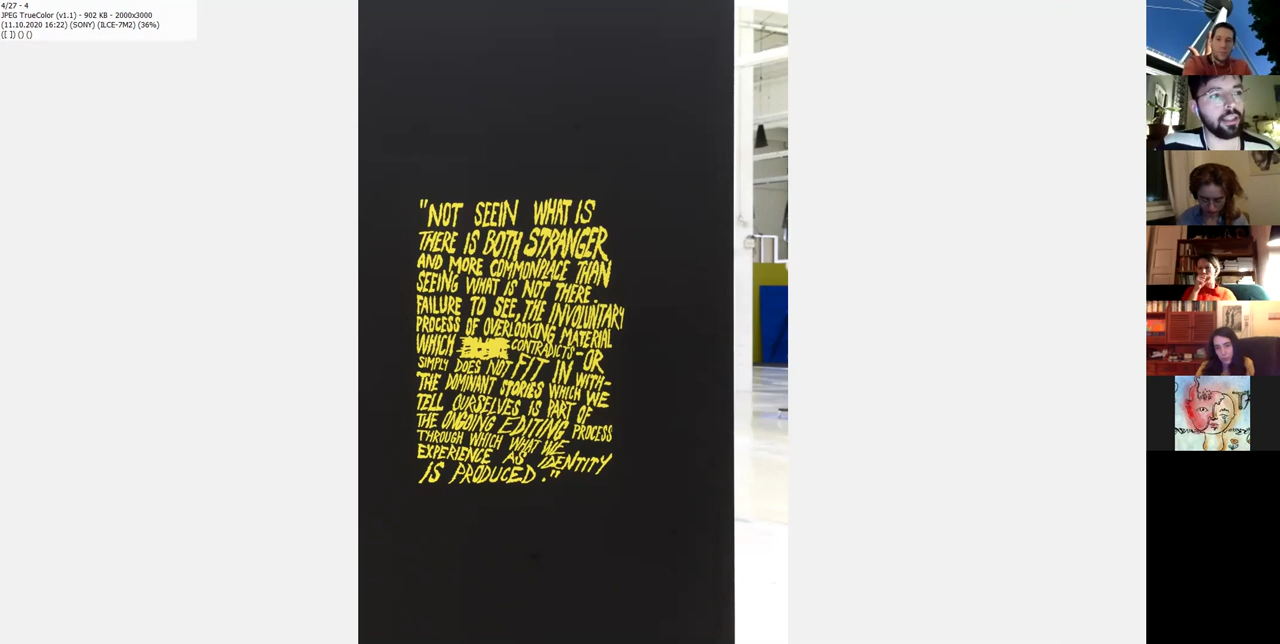 4/27 - 4
JPEG TrueColor (v1.1) - 902 KB - 2000x3000
(11.10.2020 16:22) (SONY) (ILCE-7M2) (36%)
([ ]) () ()
"NOT SEEIN WHAT IS
THERE IS BOTH STRANGER
AND MORE COMMONPLACE THAN
SEEING WHAT IS NOT THERE.
FAILURE TO SEE, THE INVOLUNTARY
PROCESS OF OVERLOOKING MATERIAL
WHICH CONTRADICTS - OR
SIMPLY DOES NOT FIT IN WITH-
THE DOMINANT STORIES WHICH WE
TELL OURSELVES IS PART OF
THE ONGOING EDITING PROCESS
THROUGH WHICH WHAT WE
EXPERIENCE AS IDENTITY
IS PRODUCED."